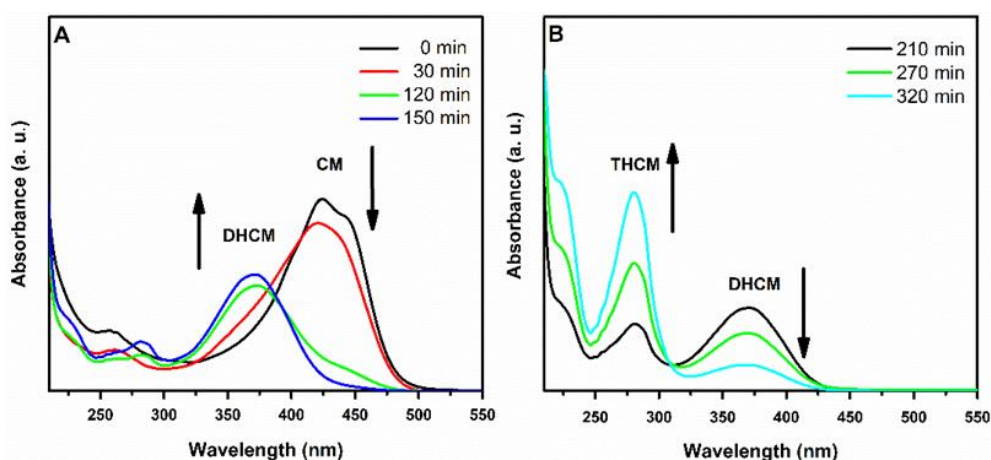 A
0 min
30 min
120 min
150 min
CM
DHCM
Absorbance (a. u.)
250 300 350 400 450 500 550
Wavelength (nm)
B
210 min
270 min
320 min
THCM
DHCM
Absorbance (a. u.)
250 300 350 400 450 500 550
Wavelength (nm)